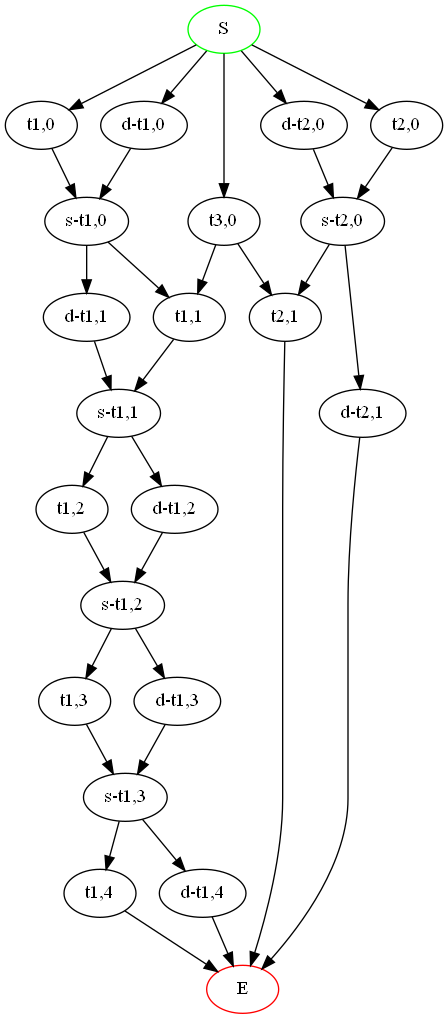 S
t1,0
d-t1,0
d-t2,0
t2,0
s-t1,0
t3,0
s-t2,0
d-t1,1
t1,1
t2,1
s-t1,1
d-t2,1
t1,2
d-t1,2
s-t1,2
t1,3
d-t1,3
s-t1,3
t1,4
d-t1,4
E